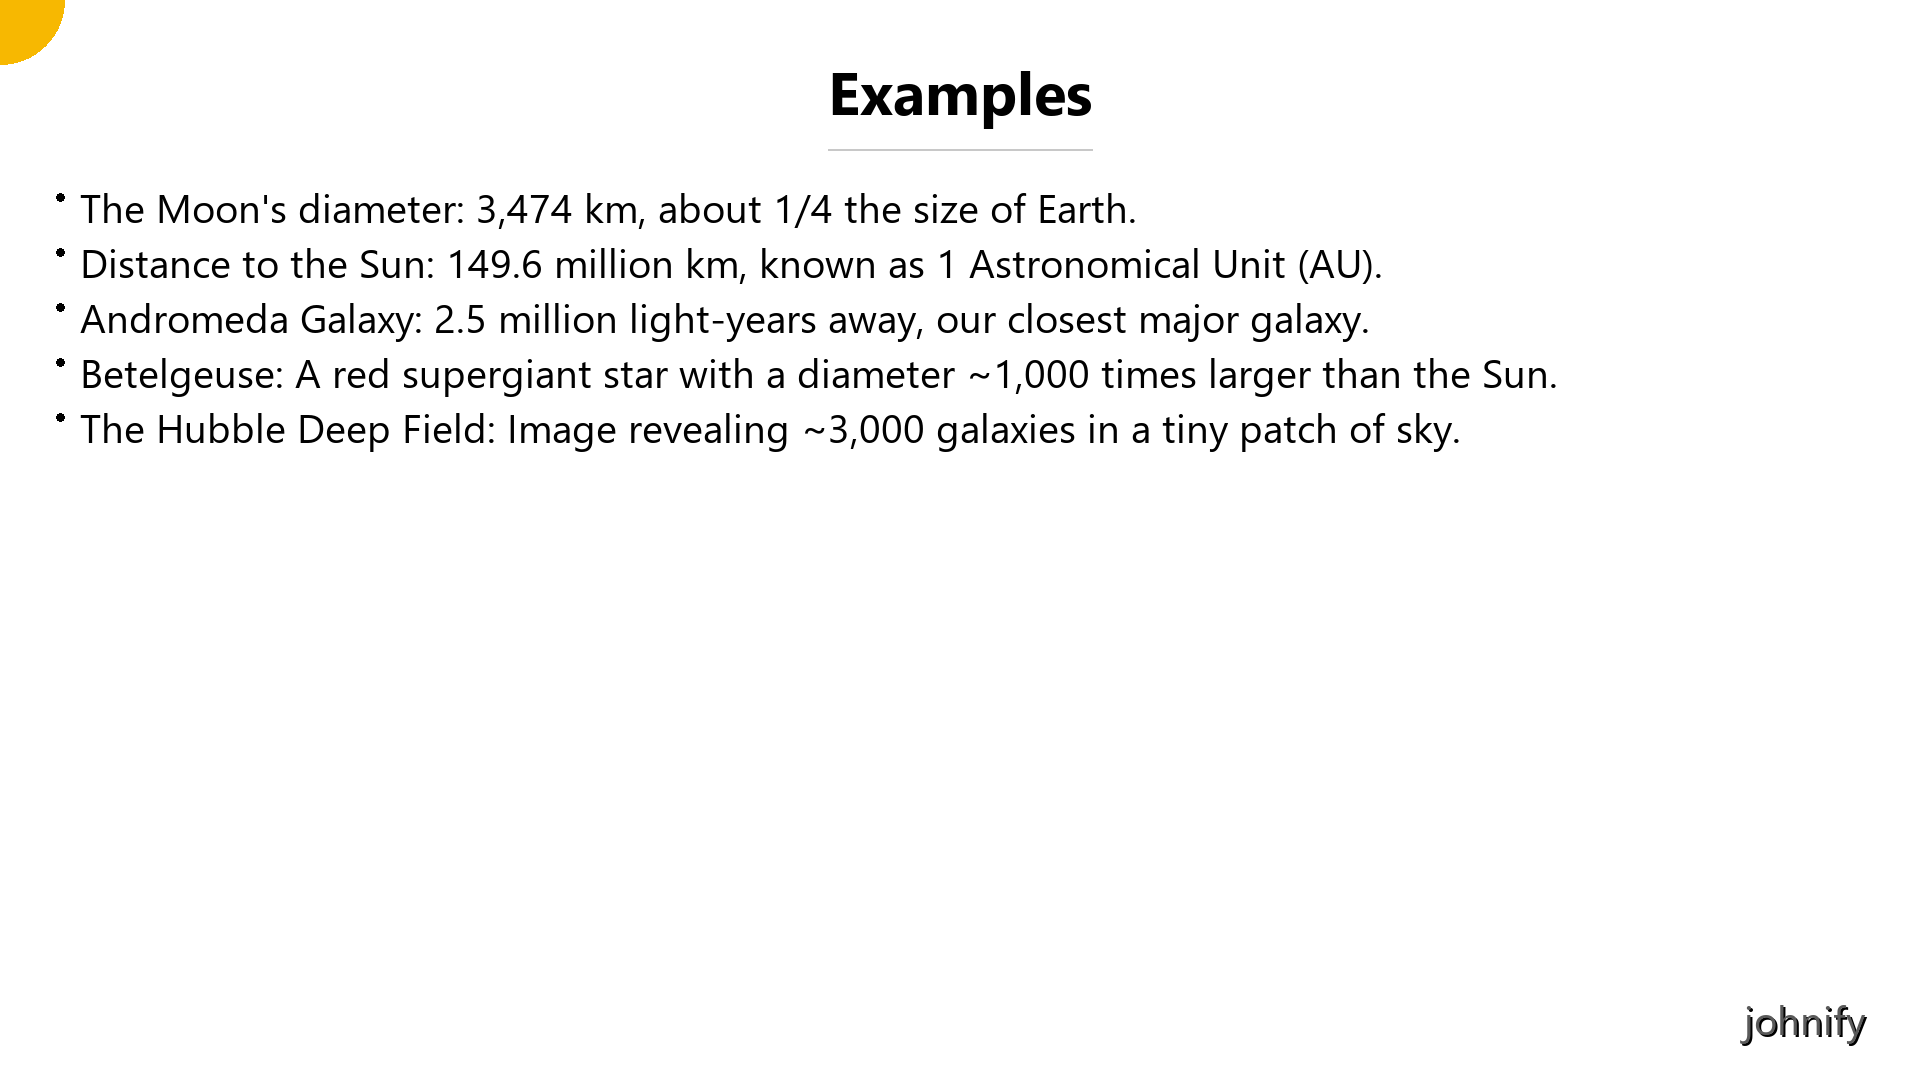 Examples
• The Moon's diameter: 3,474 km, about 1/4 the size of Earth.
• Distance to the Sun: 149.6 million km, known as 1 Astronomical Unit (AU).
• Andromeda Galaxy: 2.5 million light-years away, our closest major galaxy.
• Betelgeuse: A red supergiant star with a diameter ~1,000 times larger than the Sun.
• The Hubble Deep Field: Image revealing ~3,000 galaxies in a tiny patch of sky.
johnify